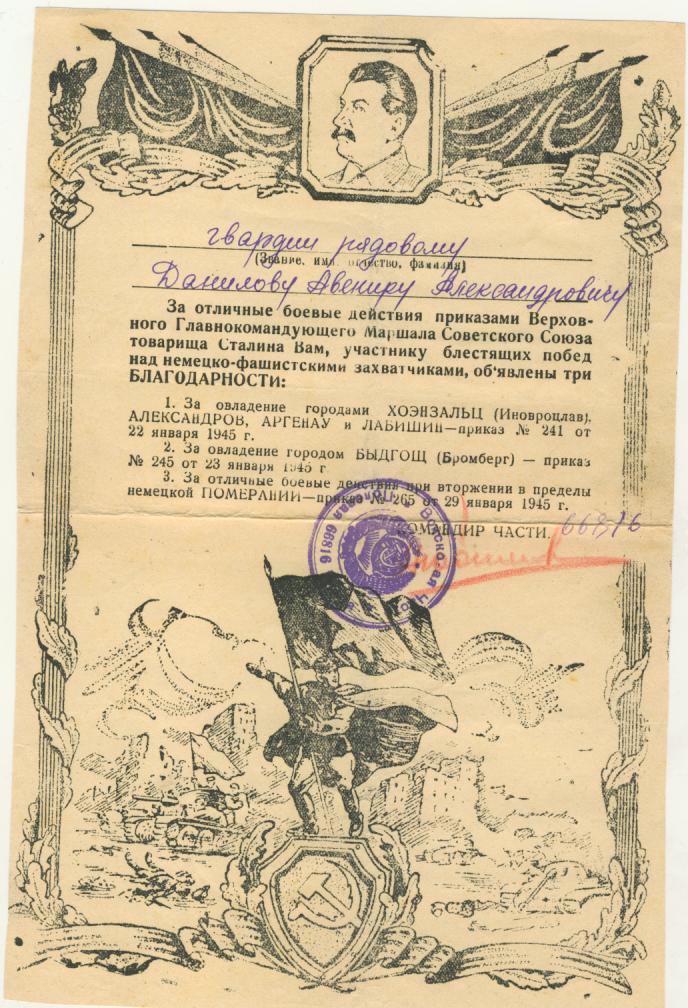 гвардии рядовому
(Звание, имя, отчество, фамилия)
Данилову Авениру Александровичу
За отличные боевые действия приказами Верхов-
ного Главнокомандующего Маршала Советского Союза
товарища Сталина Вам, участнику блестящих побед
над немецко-фашистскими захватчиками, об'явлены три
БЛАГОДАРНОСТИ:
1. За овладение городами ХОЭНЗАЛЬЦ (Иновроцлав),
АЛЕКСАНДРОВ, АРГЕНАУ и ЛАБИШИН—приказ № 241 от
22 января 1945 г.
2. За овладение городом БЫДГОЩ (Бромберг) — приказ
№ 245 от 23 января 1945 г
3. За отличные боевые действия при вторжении в пределы
немецкой ПОМЕРАНИИ—приказ № 265 от 29 января 1945 г.
КОМАНДИР ЧАСТИ. 66816
Войсковая часть 66816